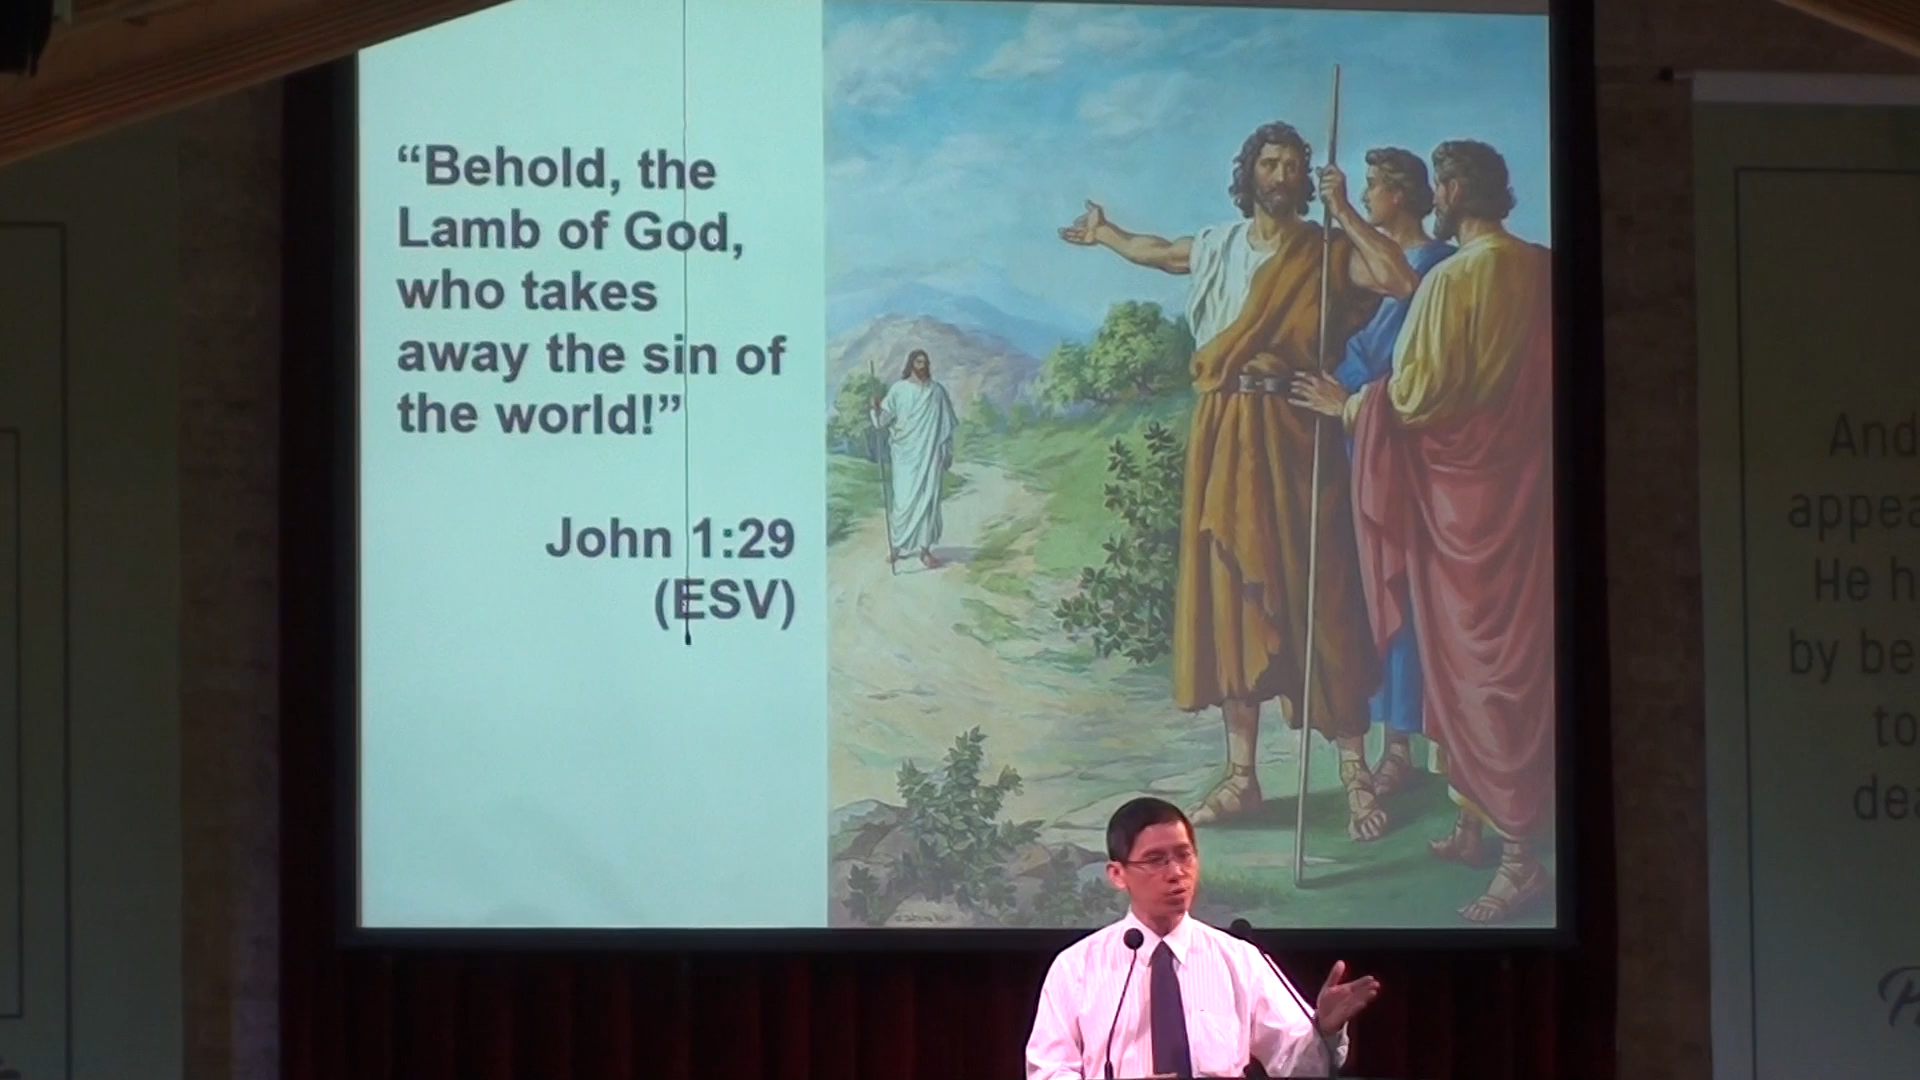 “Behold, the
Lamb of God,
who takes
away the sin of
the world!”
John 1:29
(ESV)
And
appea
He h
by be
to
dea